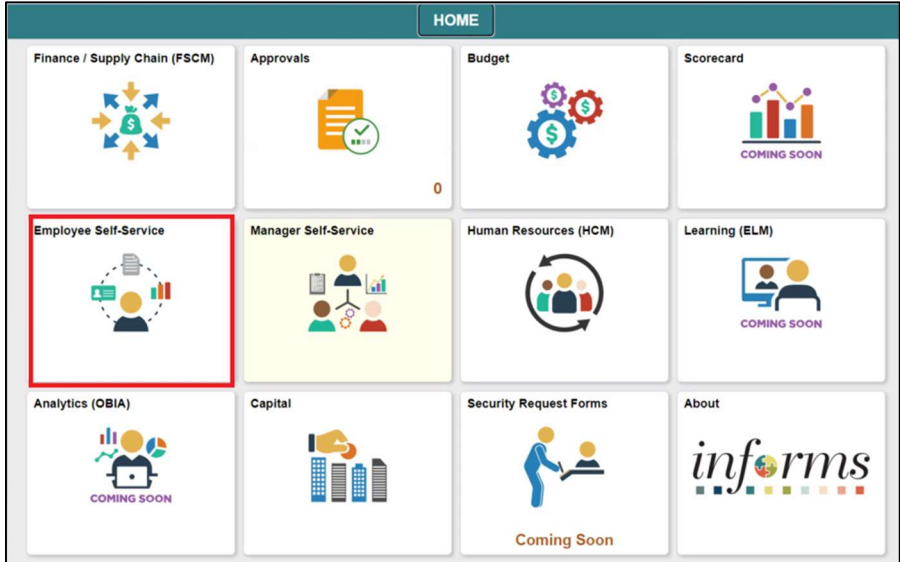 HOME
Finance / Supply Chain (FSCM)
Approvals
0
Budget
Scorecard
COMING SOON
Employee Self-Service
Manager Self-Service
Human Resources (HCM)
Learning (ELM)
COMING SOON
Analytics (OBIA)
COMING SOON
Capital
Security Request Forms
Coming Soon
About
informs